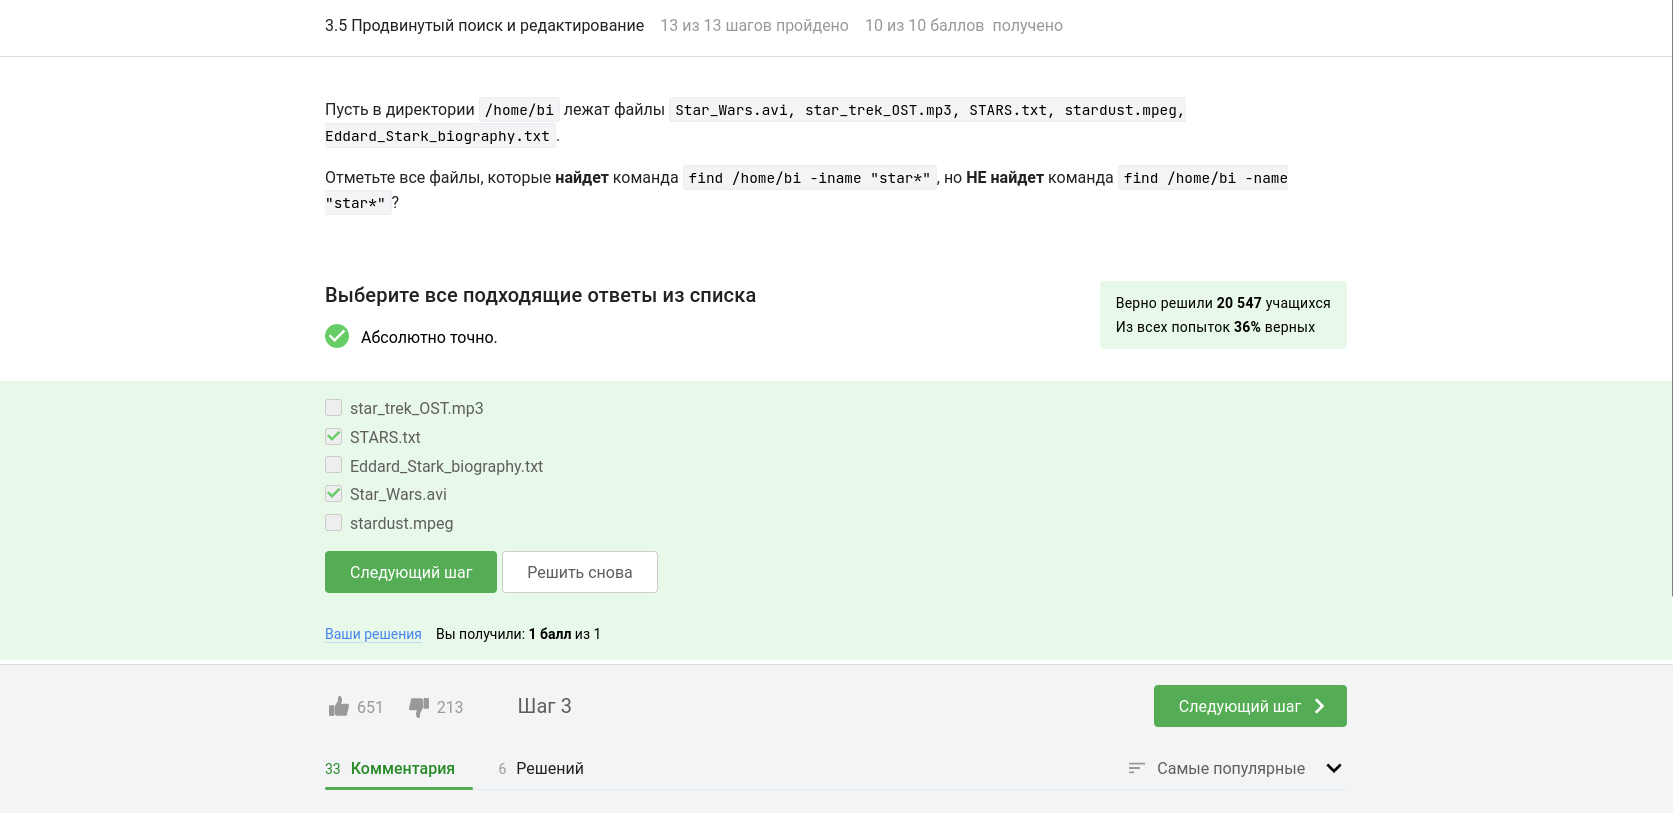 3.5 Продвинутый поиск и редактирование 13 из 13 шагов пройдено 10 из 10 баллов получено
Пусть в директории /home/bi лежат файлы Star_Wars.avi, star_trek_OST.mp3, STARS.txt, stardust.mpeg,
Eddard_Stark_biography.txt.
Отметьте все файлы, которые найдет команда find /home/bi -iname "star*", но НЕ найдет команда find /home/bi -name
"star*"?
Выберите все подходящие ответы из списка
Верно решили 20 547 учащихся
Из всех попыток 36% верных
Абсолютно точно.
star_trek_OST.mp3
STARS.txt
Eddard_Stark_biography.txt
Star_Wars.avi
stardust.mpeg
Следующий шаг Решить снова
Ваши решения Вы получили: 1 балл из 1
651 213 Шаг 3 Следующий шаг
33 Комментария 6 Решений Самые популярные